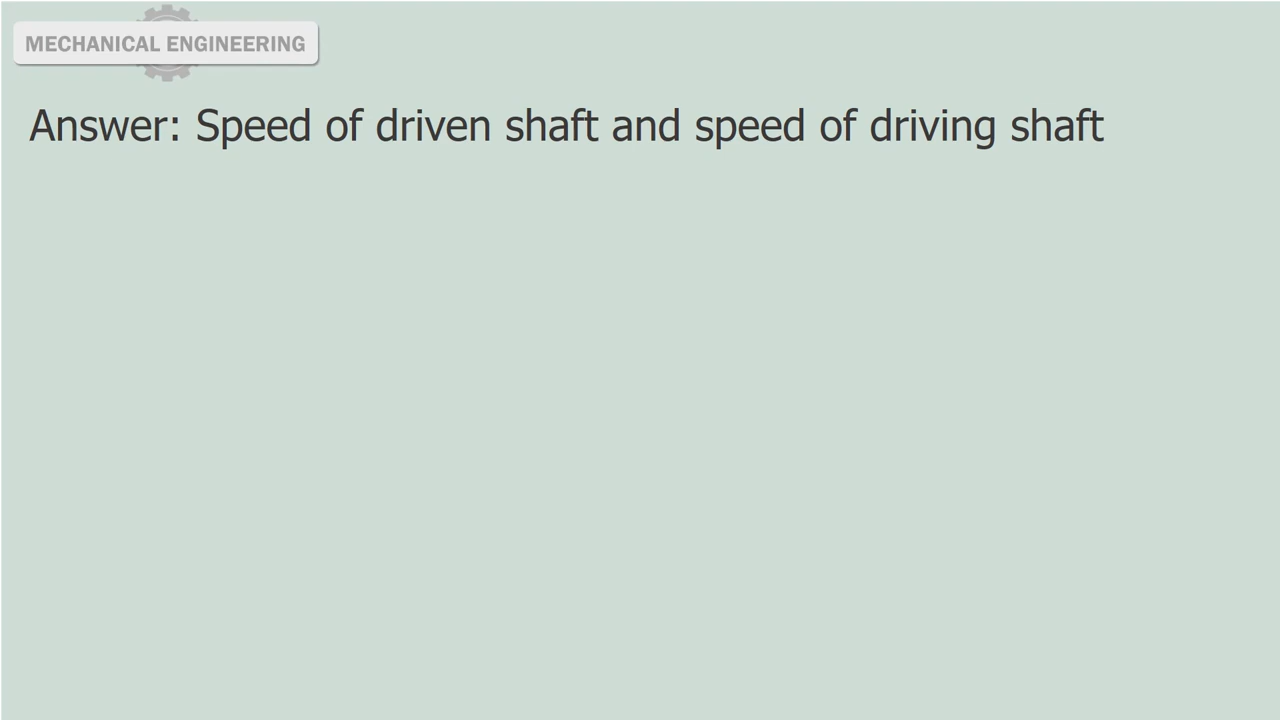 MECHANICAL ENGINEERING
Answer: Speed of driven shaft and speed of driving shaft